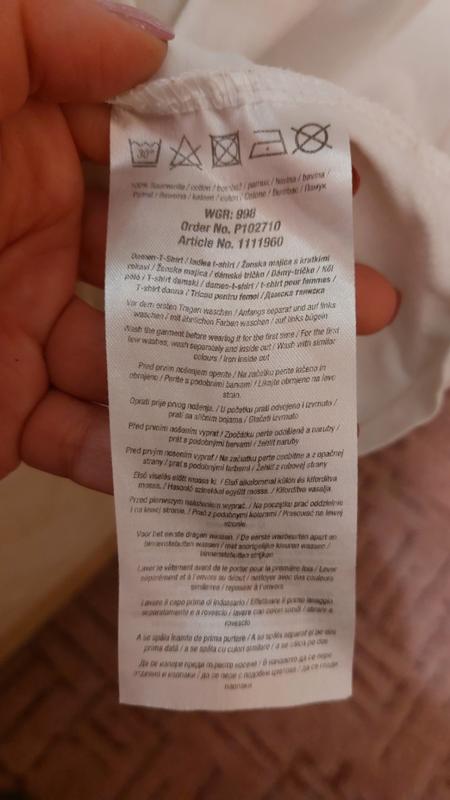 30°
100% Baumwolle / cotton / bombaž / pamuk / bavlna / bavlna /
Pamut / Bawełna / katoen / coton / Cotone / Bumbac / Памук
WGR: 998
Order No. P102710
Article No. 1111960
Damen-T-Shirt / ladies t-shirt / Ženska majica s kratkimi
rokavi / Ženska majica / dámské tričko / Dámy-tričko / Női
póló / T-shirt damski / dames-t-shirt / t-shirt pour femmes /
T-shirt donna / Tricou pentru femei / Дамска тениска
Vor dem ersten Tragen waschen / Anfangs separat und auf links
waschen / mit ähnlichen Farben waschen / auf links bügeln
Wash the garment before wearing it for the first time / For the first
few washes, wash separately and inside out / Wash with similar
colours / Iron inside out
Pred prvim nošenjem operite / Na začetku perite ločeno in
obrnjeno / Perite s podobnimi barvami / Likajte obrnjeno na levo
stran.
Oprati prije prvog nošenja. / U početku prati odvojeno i izvrnuto /
prati sa sličnim bojama / Glačati izvrnuto
Před prvním nošením vyprat / Zpočátku perte odděleně a naruby /
prát s podobnými barvami / žehlit naruby
Pred prvým nosením vyprať / Na začiatku perte osobitne a z opačnej
strany / prať s podobnými farbami / Žehliť z rubovej strany
Első viselés előtt mossa ki. / Első alkalommal külön és kifordítva
mossa. / Hasonló színekkel együtt mossa. / Kifordítva vasalja.
Przed pierwszym nałożeniem wyprać. / Na początku prać oddzielnie
i na lewej stronie. / Prać z podobnymi kolorami / Prasować na lewej
stronie.
Voor het eerste dragen wassen. / De eerste wasbeurten apart en
binnenstebuiten wassen / met soortgelijke kleuren wassen /
binnenstebuiten strijken
Laver le vêtement avant de le porter pour la première fois / Laver
séparément et à l'envers au début / nettoyer avec des couleurs
similaires / repasser à l'envers
Lavare il capo prima di indossarlo / Effettuare il primo lavaggio
separatamente e a rovescio / lavare con colori simili / stirare a
rovescio
A se spăla înainte de prima purtare / A se spăla separat și pe dos
prima dată / a se spăla cu culori similare / a se călca pe dos
Да се изпере преди първото носене / В началото да се пере
отделно и наопаки / да се пере с подобни цветове / да се глади
наопаки